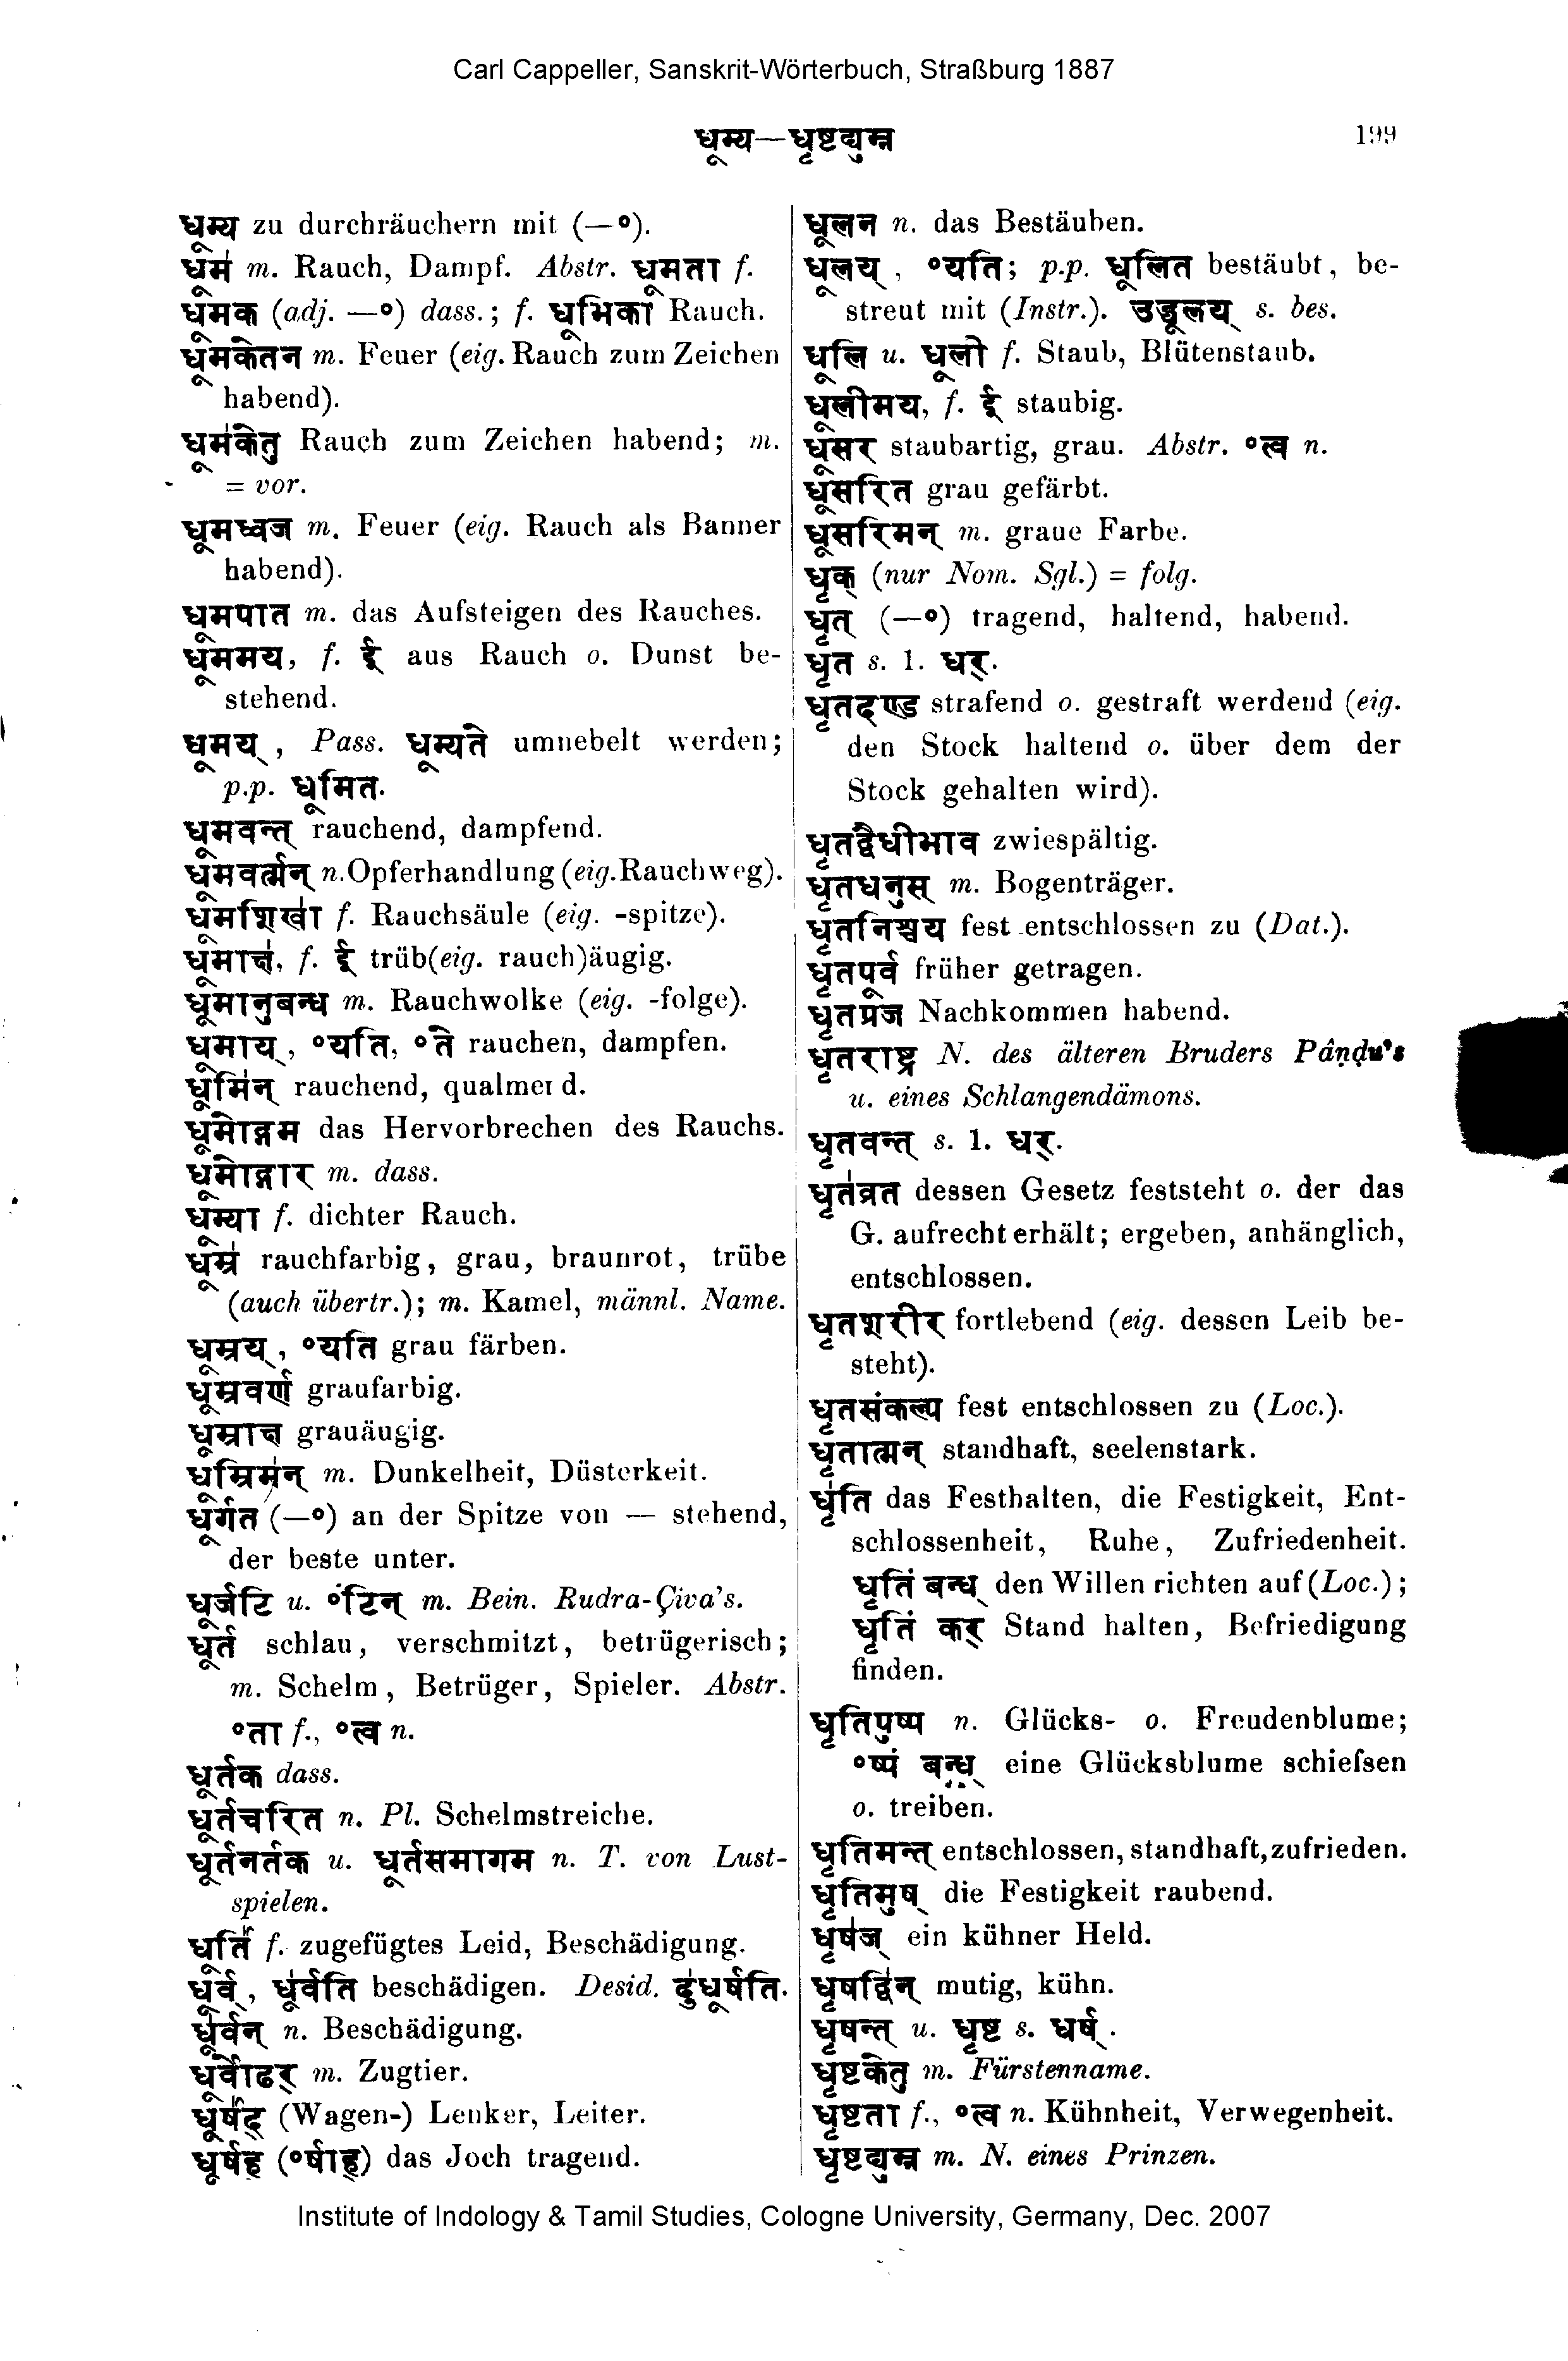 Carl Cappeller, Sanskrit-Wörterbuch, Straßburg 1887
धूम्य—धृष्टद्युम्न
199
धूम्य zu durchräuchern mit (—°).
धूमं m. Rauch, Dampf. Abstr. धूमता f.
धूमक (adj. —°) dass.; f. धूमिका Rauch.
धूमकेतन m. Feuer (eig. Rauch zum Zeichen
habend).
धूमकेतु Rauch zum Zeichen habend; m.
= vor.
धूमध्वज m. Feuer (eig. Rauch als Banner
habend).
धूमपात m. das Aufsteigen des Rauches.
धूममय, f. ई aus Rauch o. Dunst be-
stehend.
धूमय्, Pass. धूम्यते umnebelt werden;
p.p. धूमित.
धूमवन्त् rauchend, dampfend.
धूमवर्त्मन् n. Opferhandlung (eig. Rauchweg).
धूमशिखा f. Rauchsäule (eig. -spitze).
धूमाक्ष, f. ई trüb(eig. rauch)äugig.
धूमानुबन्ध m. Rauchwolke (eig. -folge).
धूमाय्, °यति, °ते rauchen, dampfen.
धूमिन् rauchend, qualmend.
धूमोद्गम das Hervorbrechen des Rauchs.
धूमोद्गार m. dass.
धूम्या f. dichter Rauch.
धूम्र rauchfarbig, grau, braunrot, trübe
(auch übertr.); m. Kamel, männl. Name.
धूम्रय्, °यति grau färben.
धूम्रवर्ण graufarbig.
धूम्राक्ष grauäugig.
धूम्रिमन् m. Dunkelheit, Düsterkeit.
धूर्गत (—°) an der Spitze von — stehend,
der beste unter.
धूर्जटि u. °टिन् m. Bein. Rudra-Çiva's.
धूर्त schlau, verschmitzt, betrügerisch;
m. Schelm, Betrüger, Spieler. Abstr.
°ता f., °त्व n.
धूर्तक dass.
धूर्तचरित n. Pl. Schelmstreiche.
धूर्तनर्तक u. धूर्तसमागम n. T. von Lust-
spielen.
धूर्ति f. zugefügtes Leid, Beschädigung.
धूर्व्, धूर्वति beschädigen. Desid. दुधूर्षति.
धूर्वन् n. Beschädigung.
धूर्वोढर् m. Zugtier.
धूर्षद् (Wagen-) Lenker, Leiter.
धूर्षह् (°र्षाह्) das Joch tragend.
धूलन n. das Bestäuben.
धूलय्, °यति; p.p. धूलित bestäubt, be-
streut mit (Instr.). उद्धूलय् s. bes.
धूलि u. धूली f. Staub, Blütenstaub.
धूलीमय, f. ई staubig.
धूसर staubartig, grau. Abstr. °त्व n.
धूसरित grau gefärbt.
धूसरिमन् m. graue Farbe.
धृक् (nur Nom. Sgl.) = folg.
धृत् (—°) tragend, haltend, habend.
धृत s. 1. धर्.
धृतदण्ड strafend o. gestraft werdend (eig.
den Stock haltend o. über dem der
Stock gehalten wird).
धृतद्वैधीभाव zwiespältig.
धृतधनुस् m. Bogenträger.
धृतनिश्चय fest entschlossen zu (Dat.).
धृतपूर्व früher getragen.
धृतप्रज Nachkommen habend.
धृतराष्ट्र N. des älteren Bruders Pâṇḍu's
u. eines Schlangendämons.
धृतवन्त् s. 1. धर्.
धृतव्रत dessen Gesetz feststeht o. der das
G. aufrecht erhält; ergeben, anhänglich,
entschlossen.
धृतशरीर fortlebend (eig. dessen Leib be-
steht).
धृतसंकल्प fest entschlossen zu (Loc.).
धृतात्मन् standhaft, seelenstark.
धृति das Festhalten, die Festigkeit, Ent-
schlossenheit, Ruhe, Zufriedenheit.
धृतिं बन्ध् den Willen richten auf (Loc.);
धृतिं कर् Stand halten, Befriedigung
finden.
धृतिपुष्प n. Glücks- o. Freudenblume;
°ष्पं बन्ध् eine Glücksblume schieſsen
o. treiben.
धृतिमन्त् entschlossen, standhaft, zufrieden.
धृतिमुष् die Festigkeit raubend.
धृषज् ein kühner Held.
धृषद्विन् mutig, kühn.
धृषन्त् u. धृष्ट s. धर्ष्.
धृष्टकेतु m. Fürstenname.
धृष्टता f., °त्व n. Kühnheit, Verwegenheit.
धृष्टद्युम्न m. N. eines Prinzen.
Institute of Indology & Tamil Studies, Cologne University, Germany, Dec. 2007